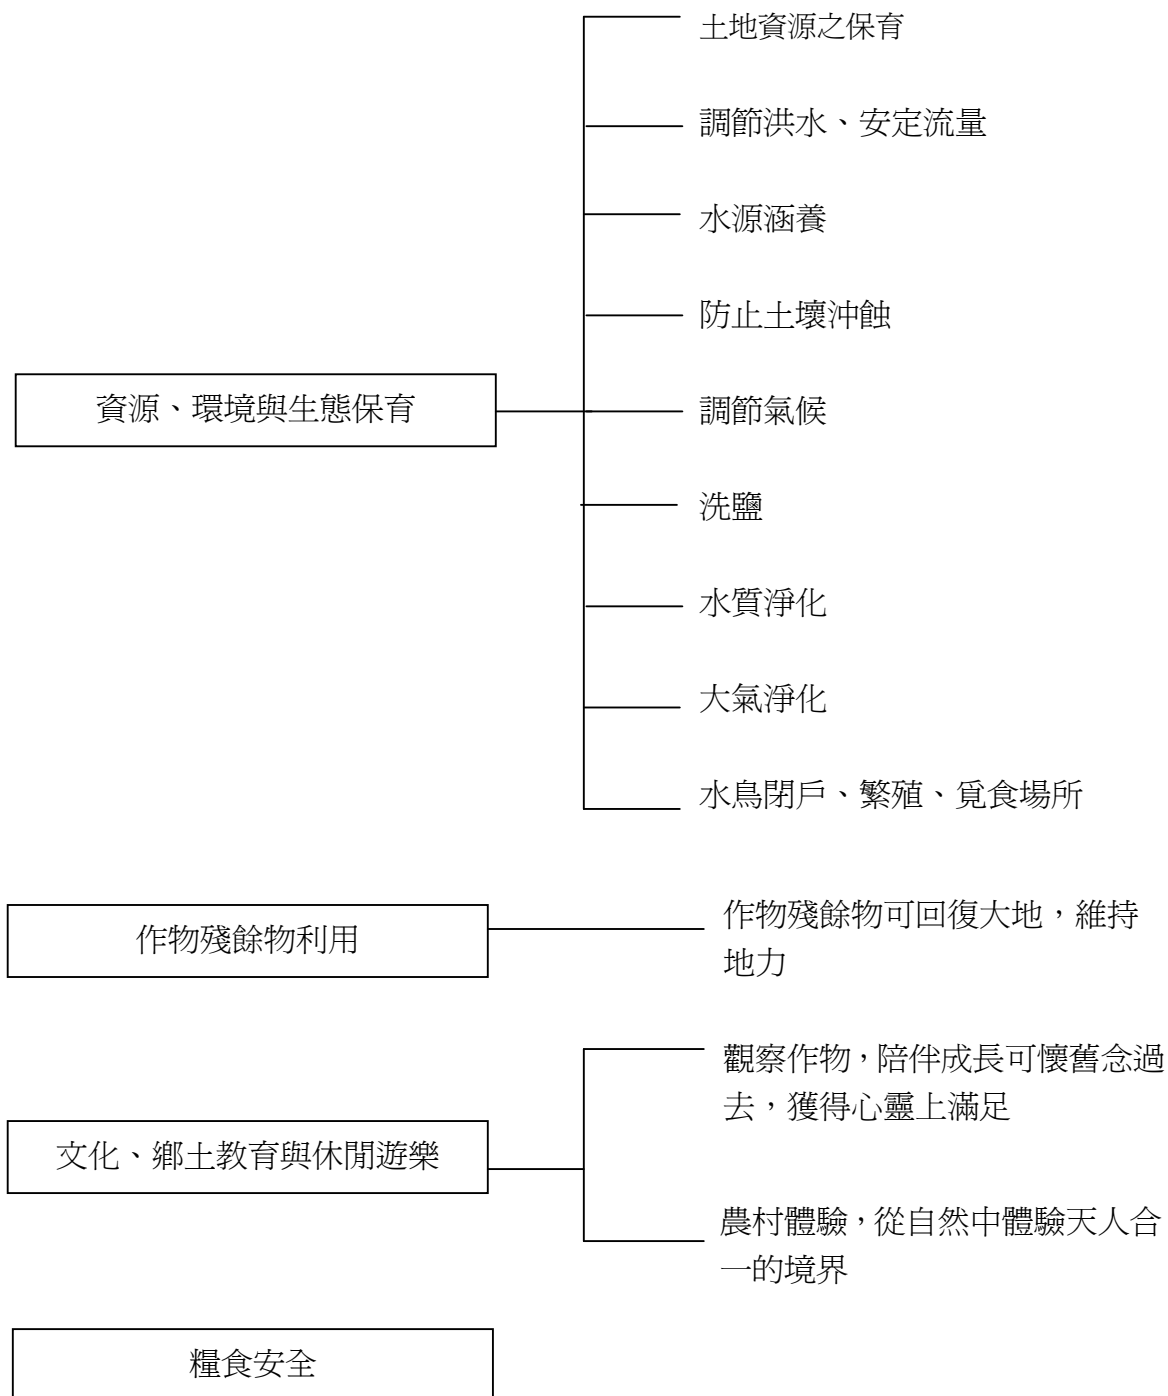 土地資源之保育
調節洪水、安定流量
水源涵養
防止土壤沖蝕
資源、環境與生態保育
調節氣候
洗鹽
水質淨化
大氣淨化
水鳥閉戶、繁殖、覓食場所
作物殘餘物利用
作物殘餘物可回復大地，維持
地力
觀察作物，陪伴成長可懷舊念過
去，獲得心靈上滿足
文化、鄉土教育與休閒遊樂
農村體驗，從自然中體驗天人合
一的境界
糧食安全